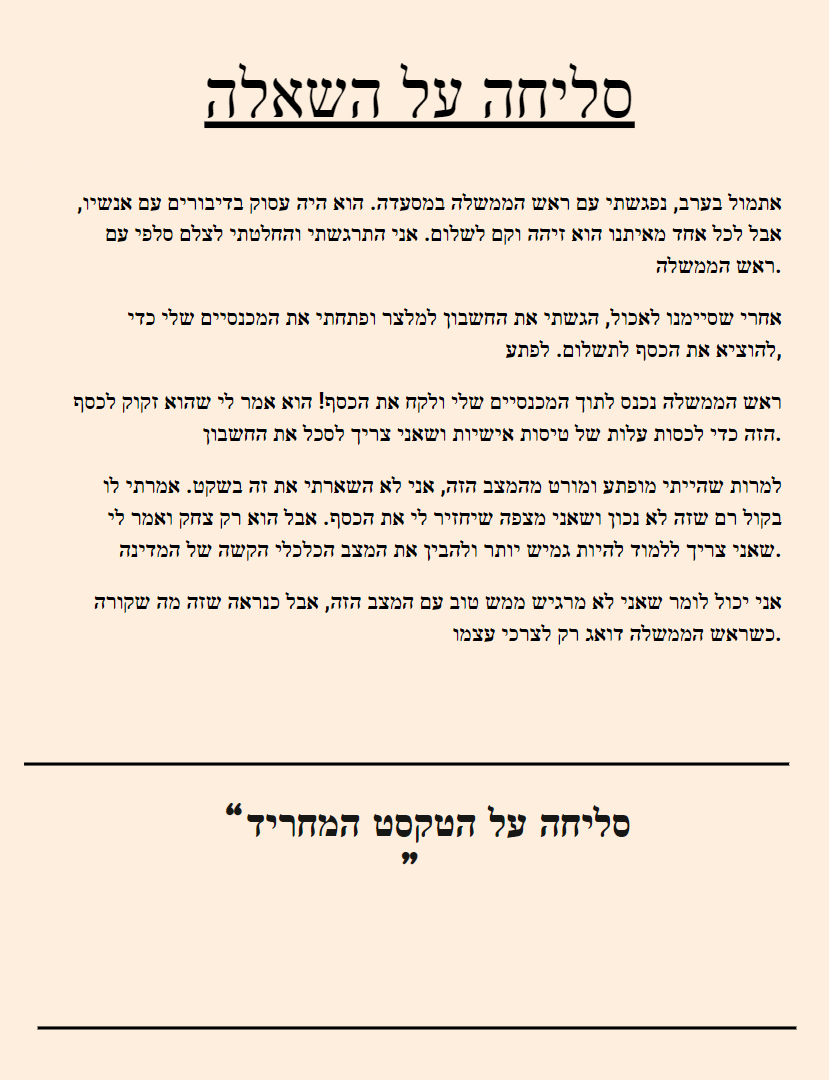 סליחה על השאלה
אתמול בערב, נפגשתי עם ראש הממשלה במסעדה. הוא היה עסוק בדיבורים עם אנשיו,
אבל לכל אחד מאיתנו הוא זיהה וקם לשלום. אני התרגשתי והחלטתי לצלם סלפי עם
.ראש הממשלה
אחרי שסיימנו לאכול, הגשתי את החשבון למלצר ופתחתי את המכנסיים שלי כדי
,להוציא את הכסף לתשלום. לפתע
ראש הממשלה נכנס לתוך המכנסיים שלי ולקח את הכסף! הוא אמר לי שהוא זקוק לכסף
.הזה כדי לכסות עלות של טיסות אישיות ושאני צריך לסכל את החשבון
למרות שהייתי מופתע ומורט מהמצב הזה, אני לא השארתי את זה בשקט. אמרתי לו
בקול רם שזה לא נכון ושאני מצפה שיחזיר לי את הכסף. אבל הוא רק צחק ואמר לי
.שאני צריך ללמוד להיות גמיש יותר ולהבין את המצב הכלכלי הקשה של המדינה
אני יכול לומר שאני לא מרגיש ממש טוב עם המצב הזה, אבל כנראה שזה מה שקורה
.כשראש הממשלה דואג רק לצרכי עצמו
סליחה על הטקסט המחריד“
”